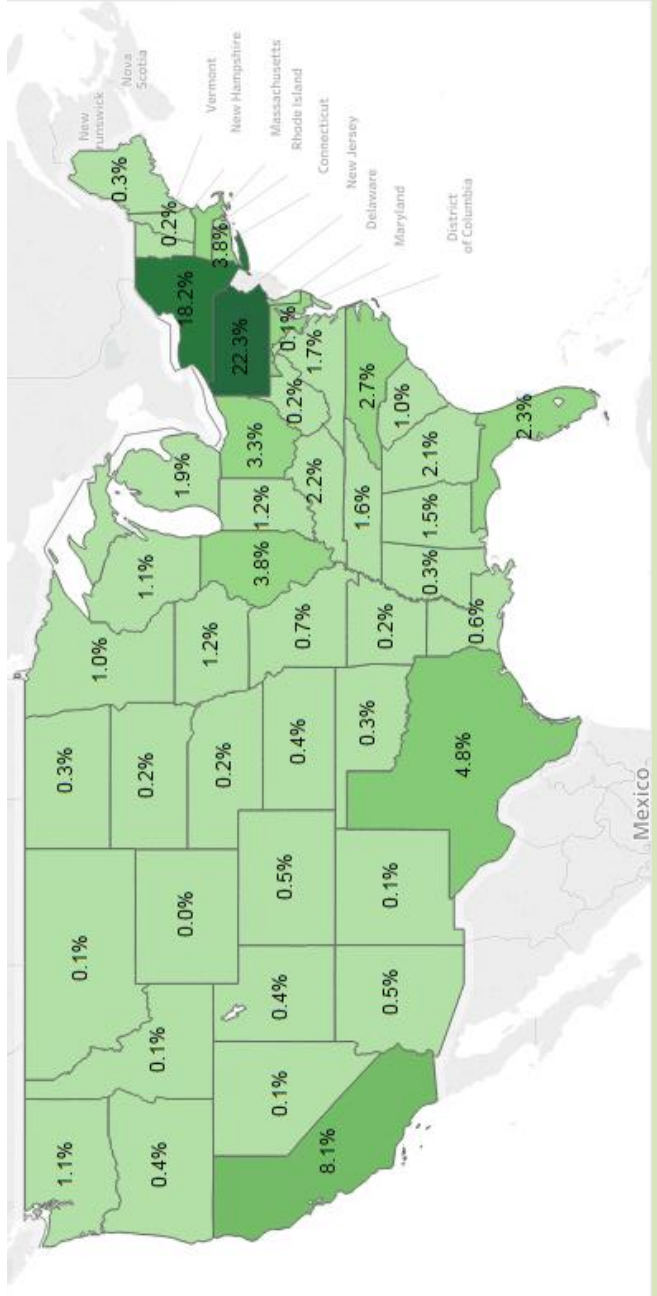 New
runswick
Nova
Scotia
Vermont
New Hampshire
Massachusetts
Rhode Island
Connecticut
New Jersey
Delaware
Maryland
District
of Columbia
Mexico
1.1%
0.1%
0.3%
1.0%
1.1%
1.9%
0.3%
0.2%
3.8%
18.2%
22.3%
0.4%
0.1%
0.0%
0.2%
1.2%
3.8%
1.2%
3.3%
0.2%
0.1%
1.7%
0.1%
0.4%
0.5%
0.2%
0.4%
0.7%
2.2%
2.7%
8.1%
0.5%
0.1%
0.3%
0.2%
1.6%
1.0%
4.8%
0.6%
0.3%
1.5%
2.1%
2.3%